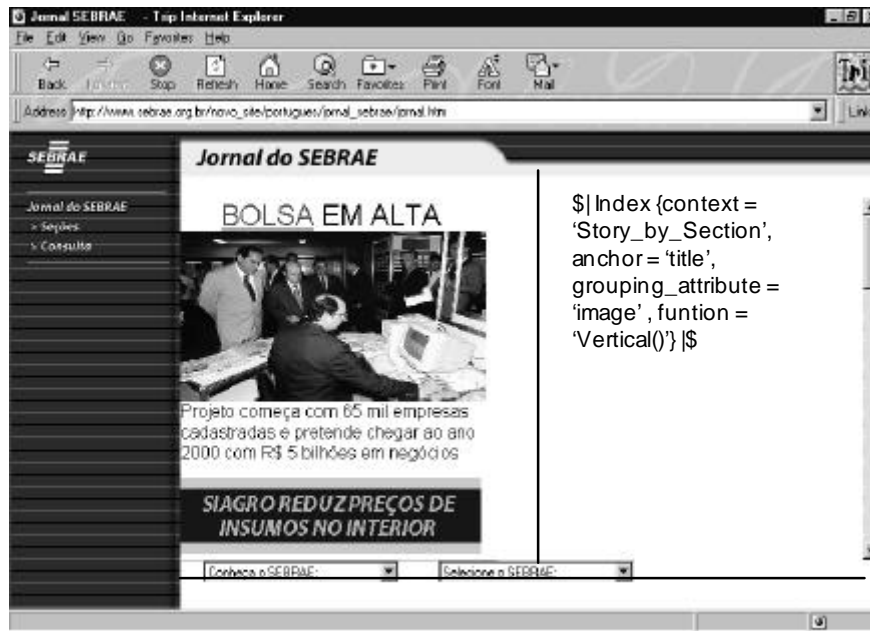 Jornal SEBRAE - Trip Internet Explorer
File Edit View Go Favorites Help
Back Stop Refresh Home Search Favorites Print Font Mail
Address http://www.sebrae.org.br/novo_site/portugues/jornal_sebrae/jornal.htm
SEBRAE
Jornal do SEBRAE
Jornal do SEBRAE
> Seções
> Consulta
BOLSA EM ALTA
Projeto começa com 65 mil empresas
cadastradas e pretende chegar ao ano
2000 com R$ 5 bilhões em negócios
SIAGRO REDUZ PREÇOS DE
INSUMOS NO INTERIOR
Conheça o SEBRAE:
Selecione o SEBRAE:
$| Index {context =
‘Story_by_Section’,
anchor = ‘title’,
grouping_attribute =
‘image’ , funtion =
‘Vertical()’} |$